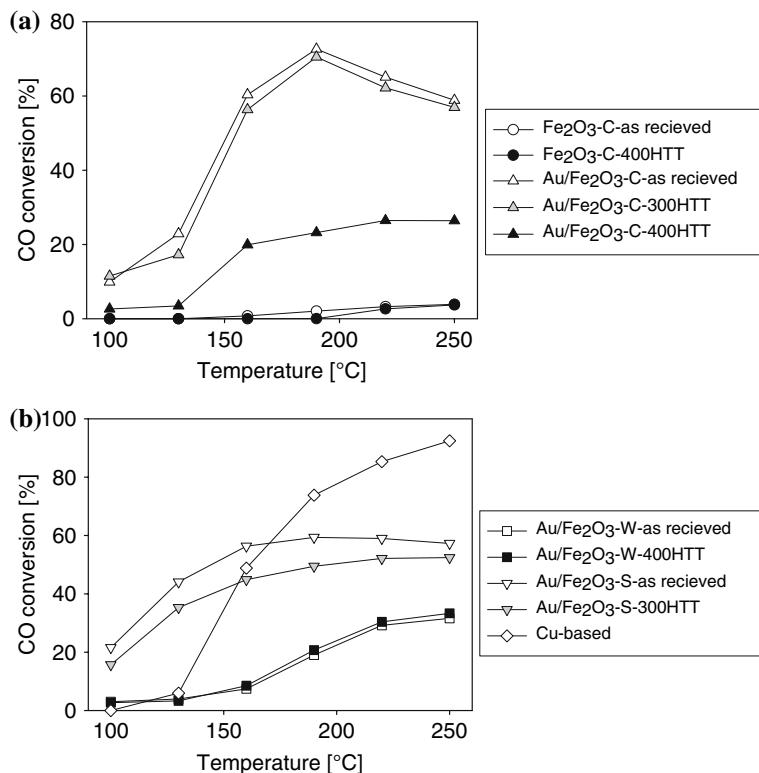 (a)
80
60
40
20
0
CO conversion [%]
100
150
200
250
Temperature [°C]
Fe₂O₃-C-as recieved
Fe₂O₃-C-400HTT
Au/Fe₂O₃-C-as recieved
Au/Fe₂O₃-C-300HTT
Au/Fe₂O₃-C-400HTT
(b)
100
80
60
40
20
0
CO conversion [%]
100
150
200
250
Temperature [°C]
Au/Fe₂O₃-W-as recieved
Au/Fe₂O₃-W-400HTT
Au/Fe₂O₃-S-as recieved
Au/Fe₂O₃-S-300HTT
Cu-based